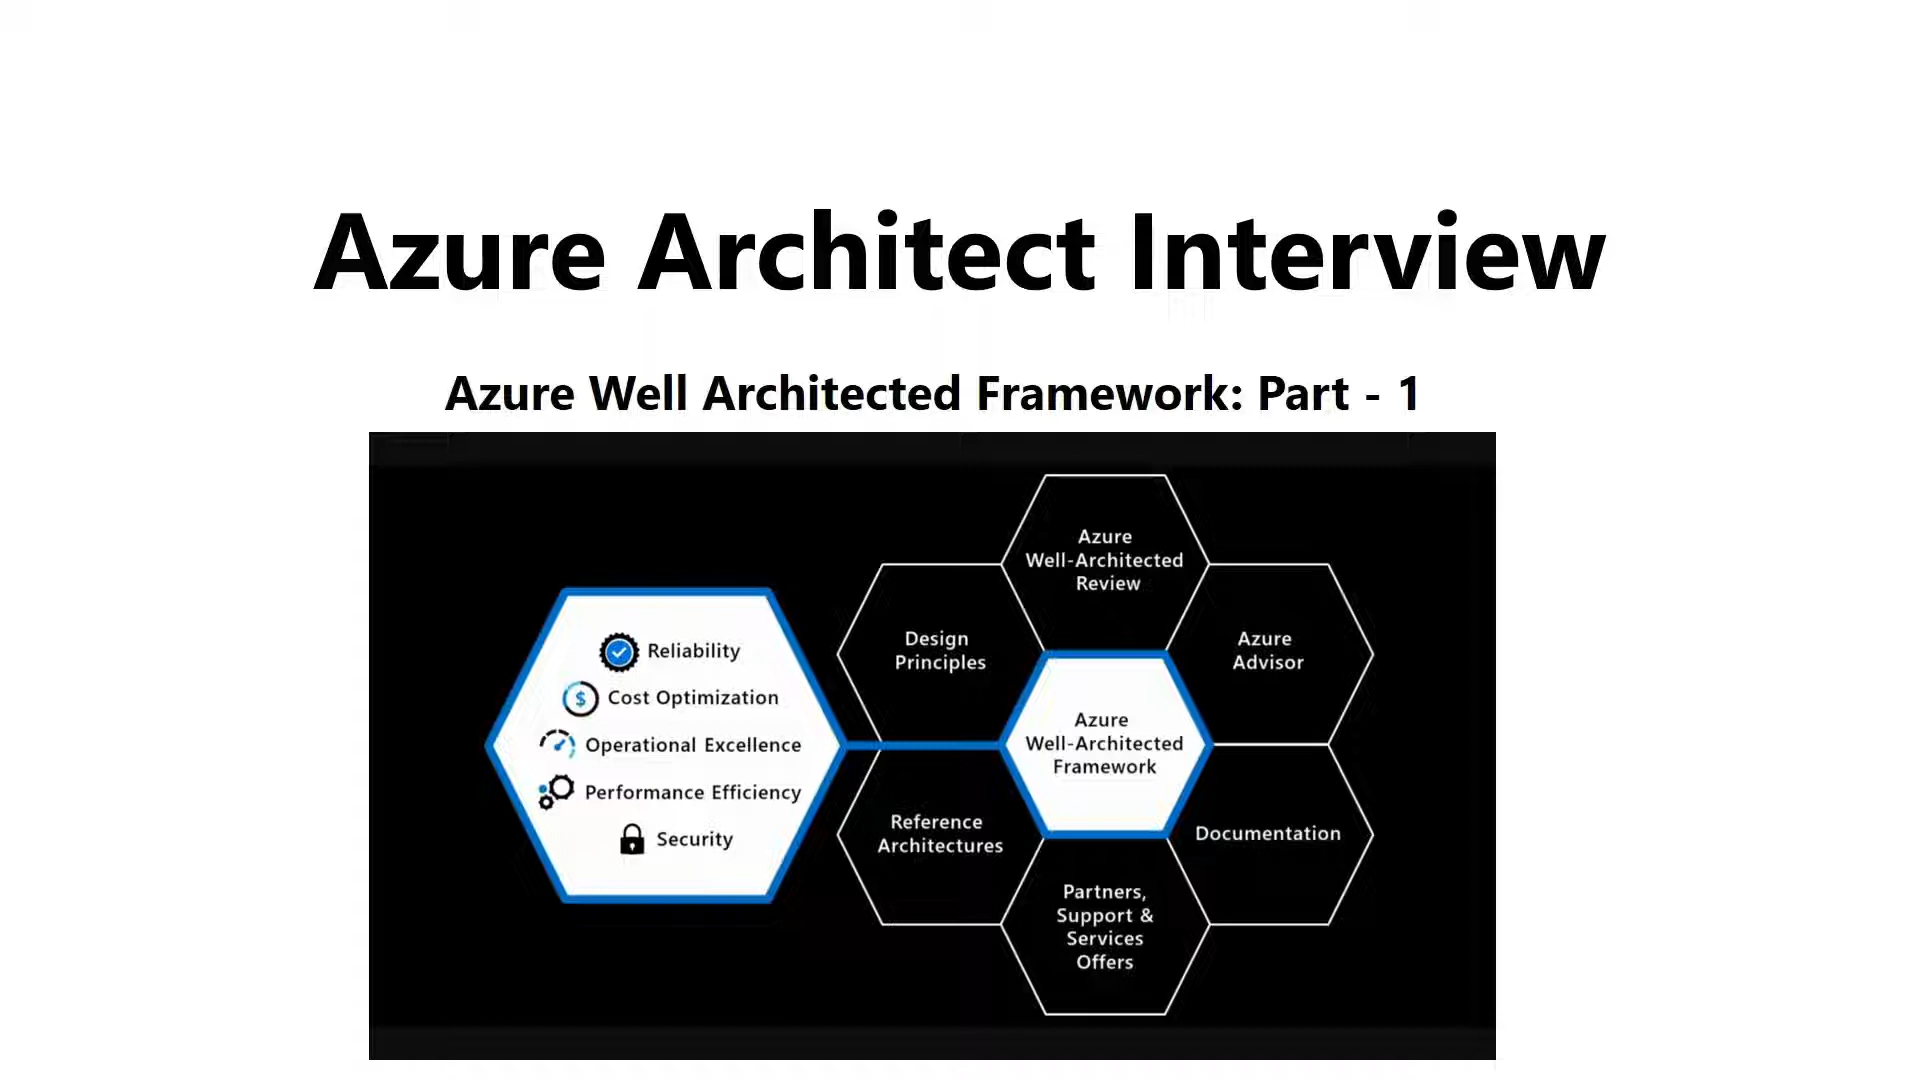 Azure Architect Interview
Azure Well Architected Framework: Part - 1
Reliability
$
Cost Optimization
Operational Excellence
Performance Efficiency
Security
Azure
Well-Architected
Review
Design
Principles
Azure
Advisor
Azure
Well-Architected
Framework
Reference
Architectures
Documentation
Partners,
Support &
Services
Offers